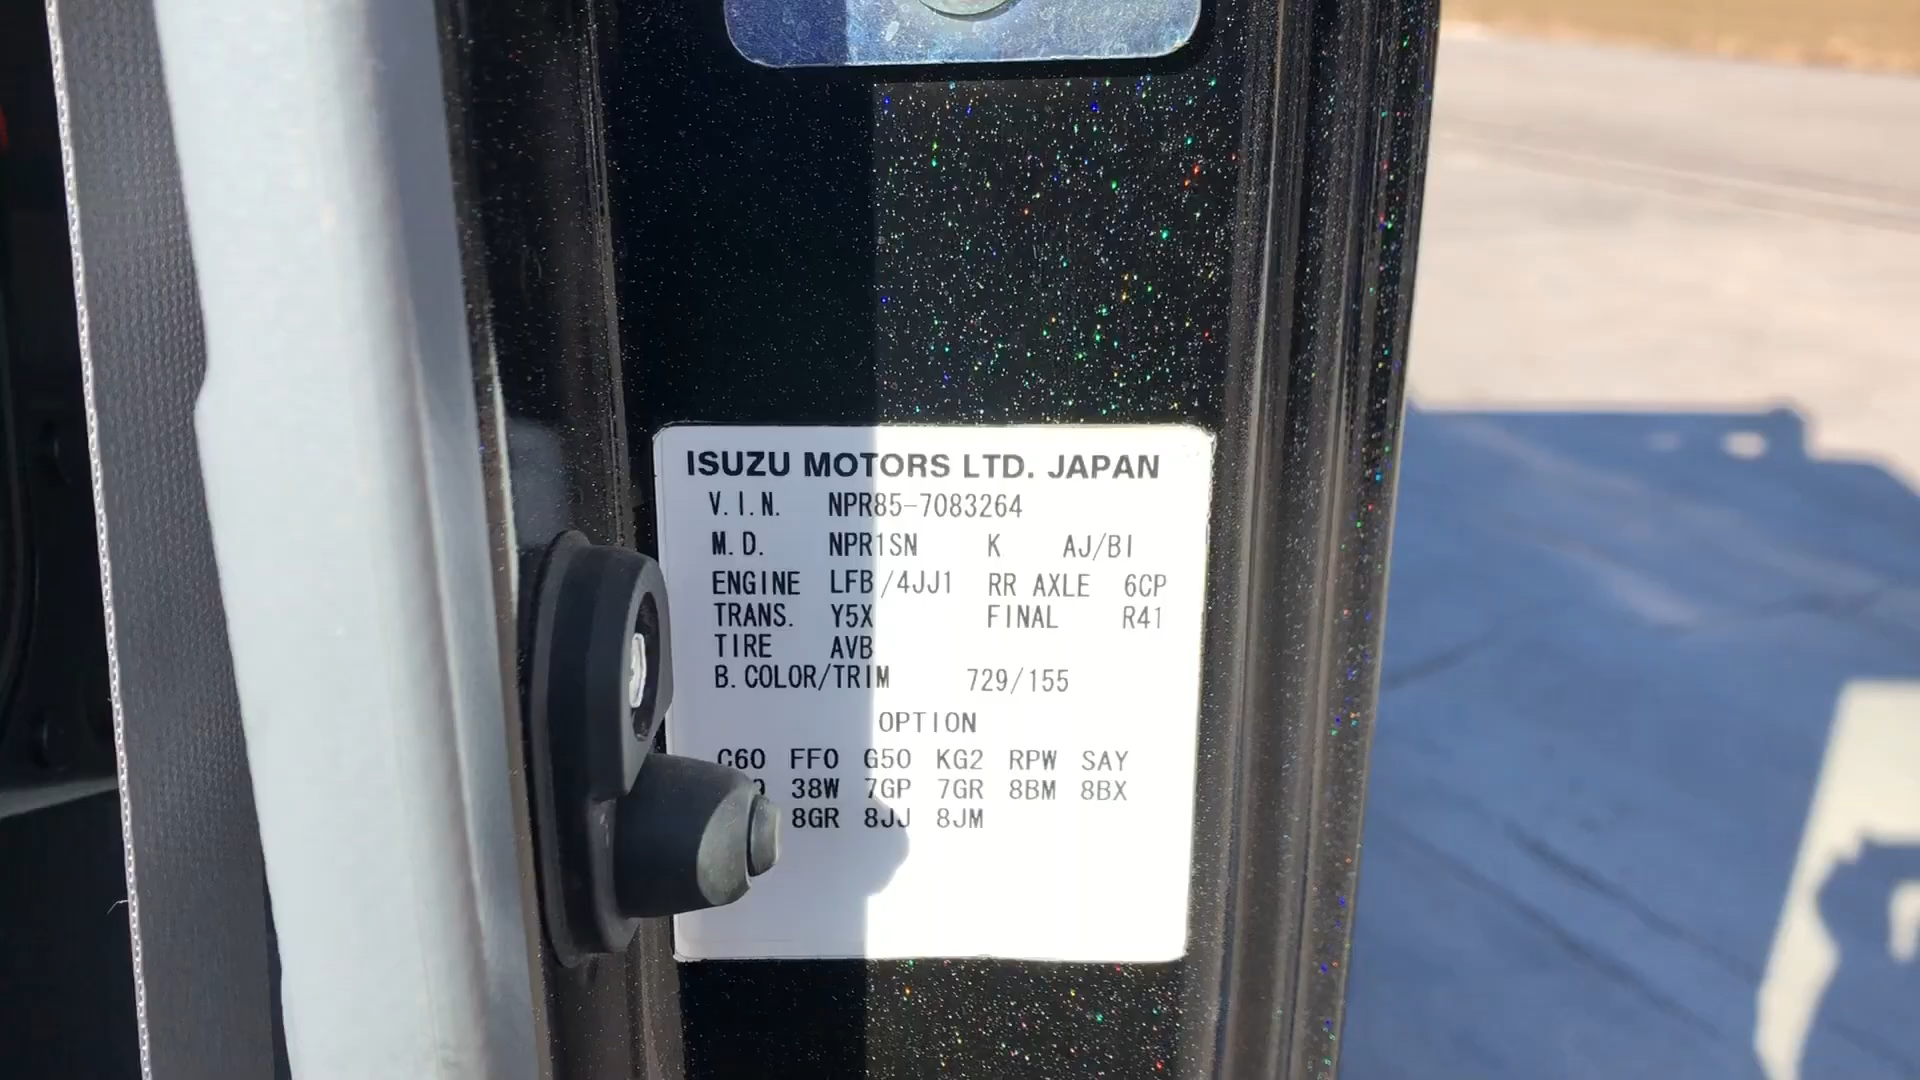 ISUZU MOTORS LTD. JAPAN
V.I.N. NPR85-7083264
M.D. NPR1SN K AJ/BI
ENGINE LFB/4JJ1 RR AXLE 6CP
TRANS. Y5X FINAL R41
TIRE AVB
B.COLOR/TRIM 729/155
OPTION
C60 FF0 G50 KG2 RPW SAY
38W 7GP 7GR 8BM 8BX
8GR 8JJ 8JM